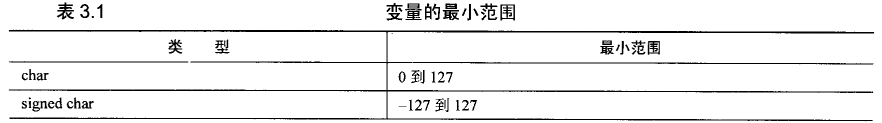 表 3.1 变量的最小范围
类 型 最小范围
char 0 到 127
signed char –127 到 127